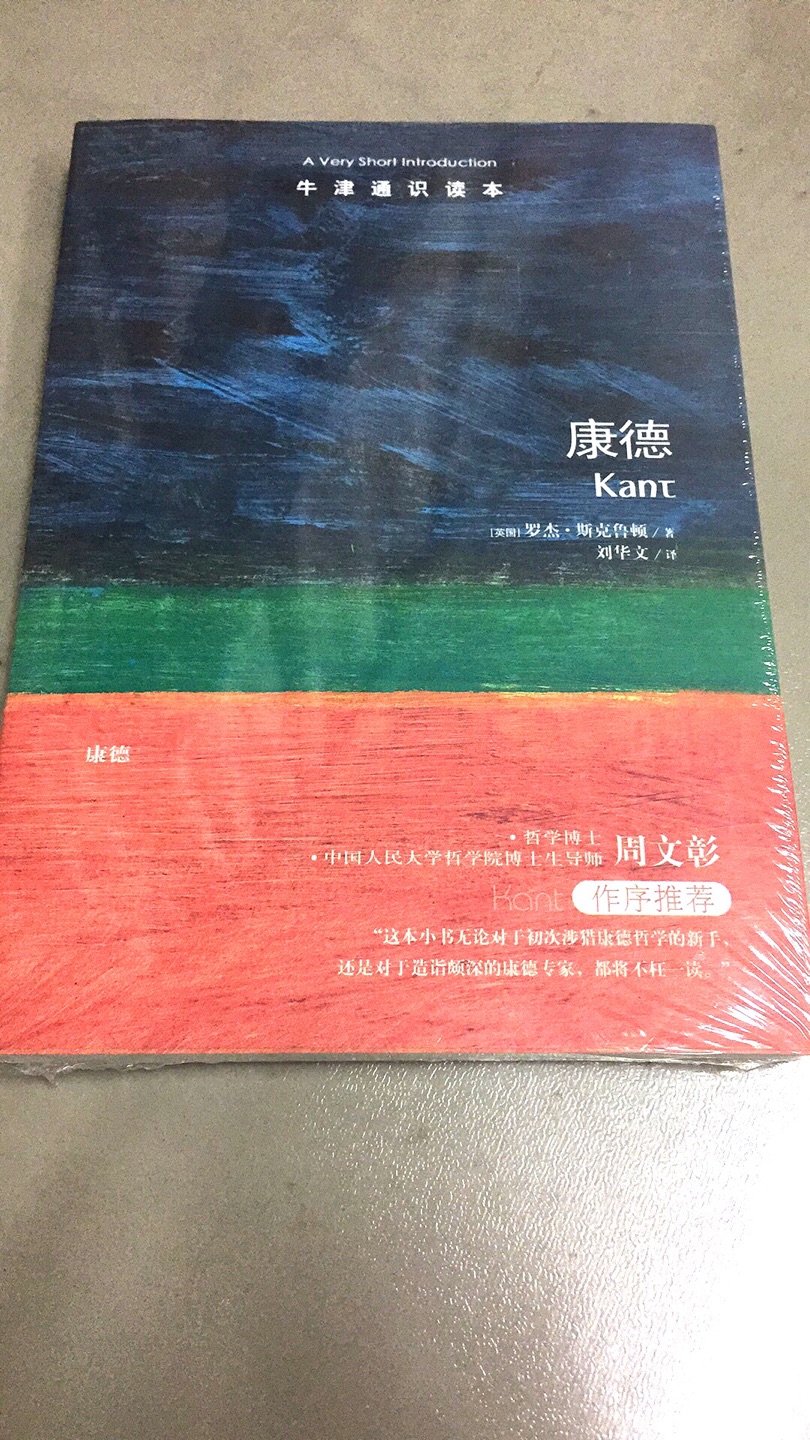 A Very Short Introduction
牛津通识读本
康德
Kant
[英国] 罗杰·斯克鲁顿 / 著
刘华文 / 译
康德
·哲学博士
·中国人民大学哲学院博士生导师 周文彰
Kant 作序推荐
“这本小书无论对于初次涉猎康德哲学的新手，
还是对于造诣颇深的康德专家，都将不枉一读。”